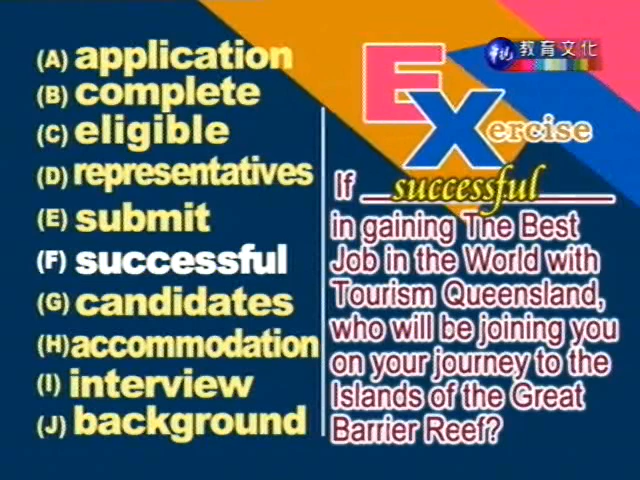 (A) application
(B) complete
(C) eligible
(D) representatives
(E) submit
(F) successful
(G) candidates
(H) accommodation
(I) interview
(J) background
華視 教育文化
Exercise
If successful
in gaining The Best
Job in the World with
Tourism Queensland,
who will be joining you
on your journey to the
Islands of the Great
Barrier Reef?